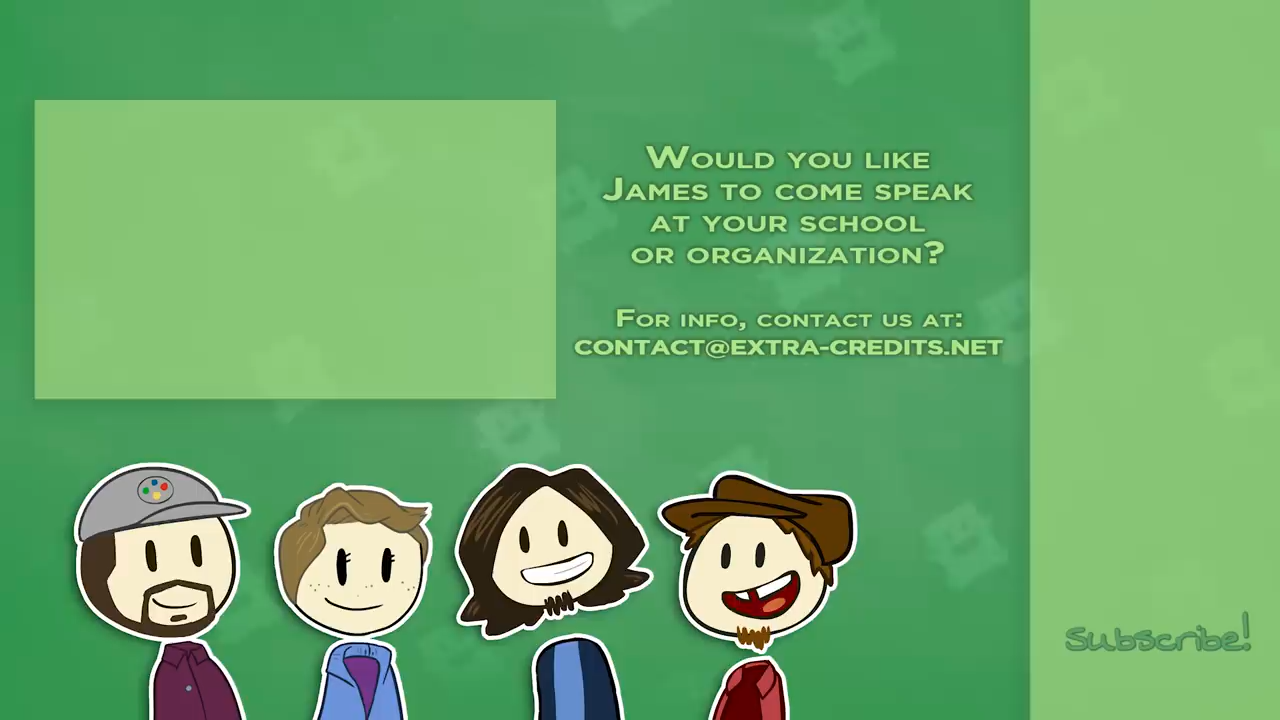 Would you like
James to come speak
at your school
or organization?
For info, contact us at:
contact@extra-credits.net
Subscribe!